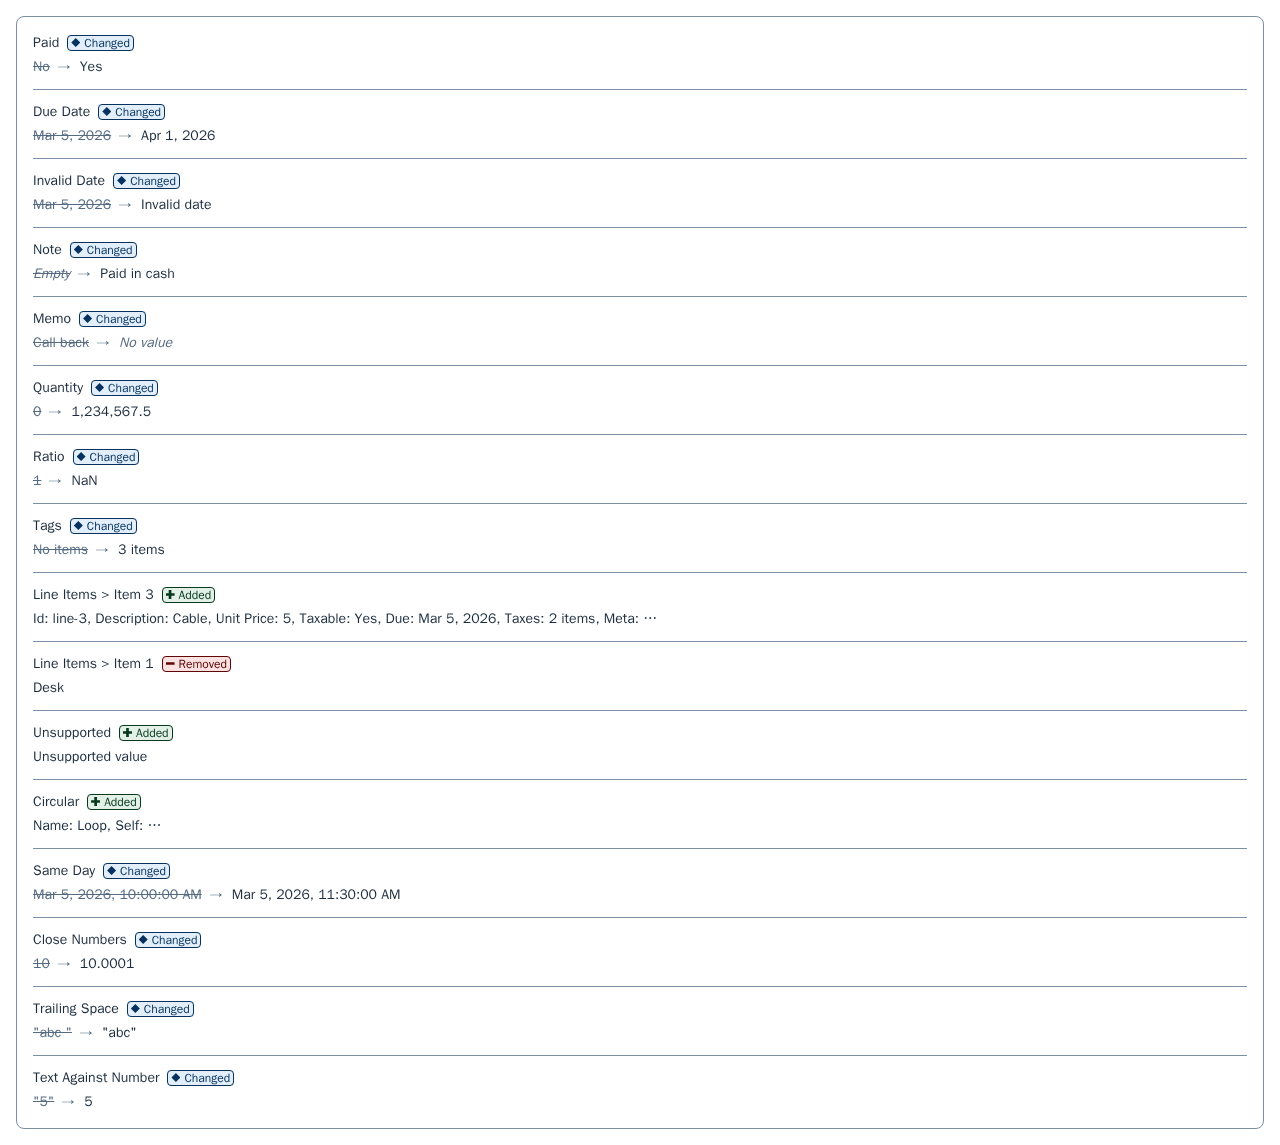 Paid ◆ Changed
No → Yes
Due Date ◆ Changed
Mar 5, 2026 → Apr 1, 2026
Invalid Date ◆ Changed
Mar 5, 2026 → Invalid date
Note ◆ Changed
Empty → Paid in cash
Memo ◆ Changed
Call back → No value
Quantity ◆ Changed
0 → 1,234,567.5
Ratio ◆ Changed
1 → NaN
Tags ◆ Changed
No items → 3 items
Line Items > Item 3 ✚ Added
Id: line-3, Description: Cable, Unit Price: 5, Taxable: Yes, Due: Mar 5, 2026, Taxes: 2 items, Meta: ⋯
Line Items > Item 1 ━ Removed
Desk
Unsupported ✚ Added
Unsupported value
Circular ✚ Added
Name: Loop, Self: ⋯
Same Day ◆ Changed
Mar 5, 2026, 10:00:00 AM → Mar 5, 2026, 11:30:00 AM
Close Numbers ◆ Changed
10 → 10.0001
Trailing Space ◆ Changed
"abc " → "abc"
Text Against Number ◆ Changed
"5" → 5